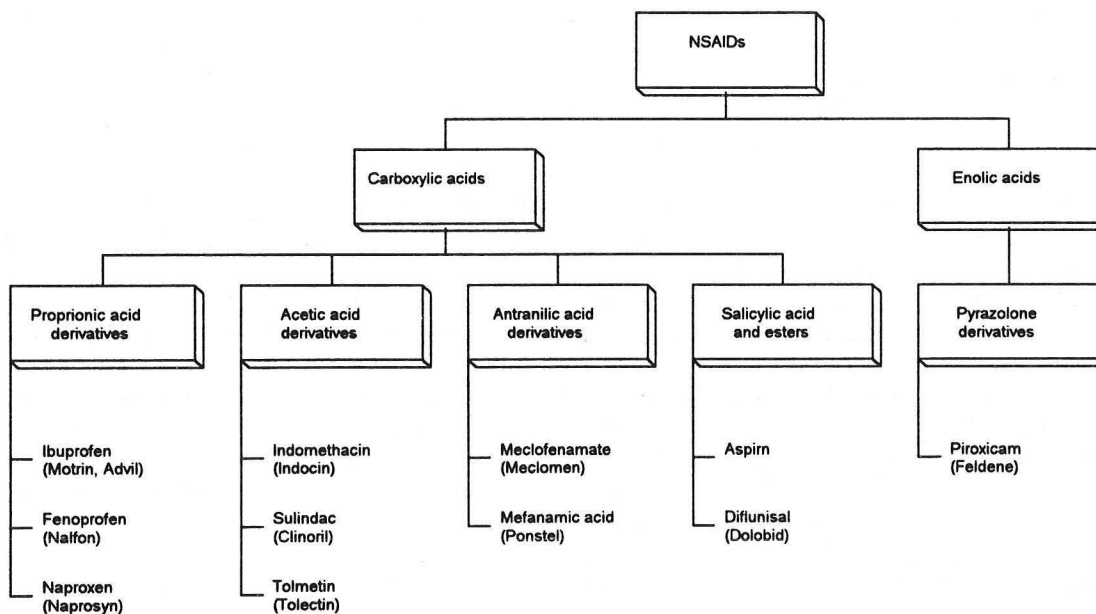 NSAIDs
Carboxylic acids
Enolic acids
Proprionic acid
derivatives
Acetic acid
derivatives
Antranilic acid
derivatives
Salicylic acid
and esters
Pyrazolone
derivatives
Ibuprofen
(Motrin, Advil)
Fenoprofen
(Nalfon)
Naproxen
(Naprosyn)
Indomethacin
(Indocin)
Sulindac
(Clinoril)
Tolmetin
(Tolectin)
Meclofenamate
(Meclomen)
Mefanamic acid
(Ponstel)
Aspirn
Diflunisal
(Dolobid)
Piroxicam
(Feldene)